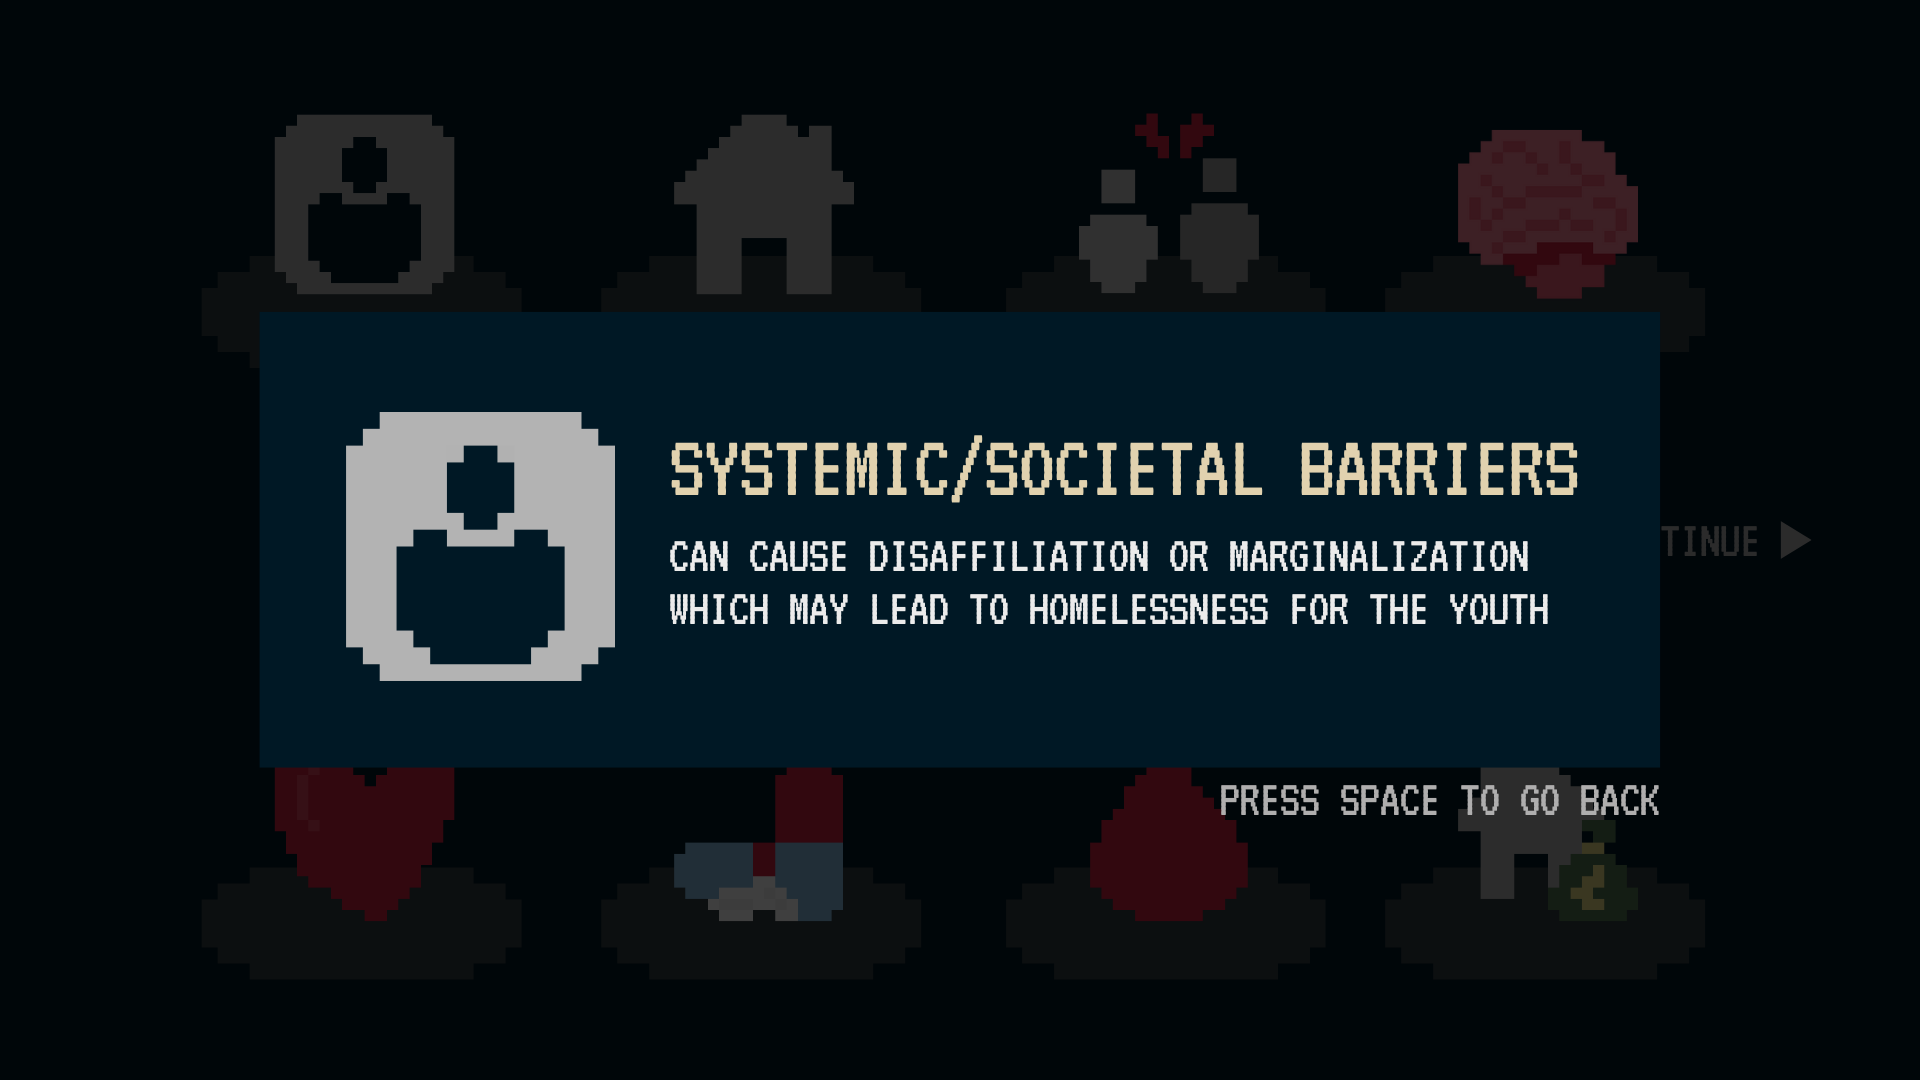 SYSTEMIC/SOCIETAL BARRIERS
CAN CAUSE DISAFFILIATION OR MARGINALIZATION
WHICH MAY LEAD TO HOMELESSNESS FOR THE YOUTH
TINUE
PRESS SPACE TO GO BACK